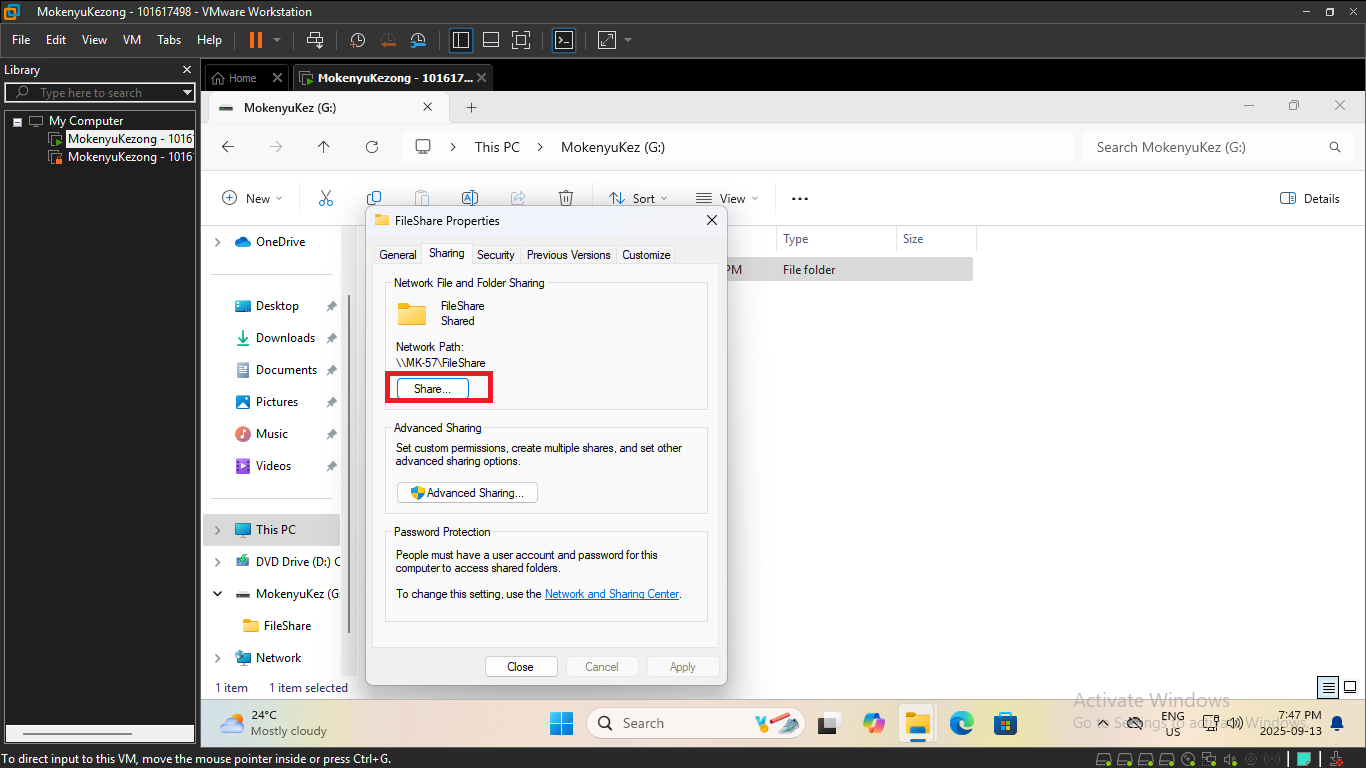 MokenyuKezong - 101617498 - VMware Workstation
File Edit View VM Tabs Help
Library
Type here to search
My Computer
MokenyuKezong - 1016
MokenyuKezong - 1016
Home
MokenyuKezong - 101617...
MokenyuKez (G:)
This PC
MokenyuKez (G:)
Search MokenyuKez (G:)
New
Sort
View
Details
OneDrive
Desktop
Downloads
Documents
Pictures
Music
Videos
This PC
DVD Drive (D:) C
MokenyuKez (G:
FileShare
Network
1 item
1 item selected
Type
Size
PM
File folder
FileShare Properties
General
Sharing
Security
Previous Versions
Customize
Network File and Folder Sharing
FileShare
Shared
Network Path:
\\MK-57\FileShare
Share...
Advanced Sharing
Set custom permissions, create multiple shares, and set other
advanced sharing options.
Advanced Sharing...
Password Protection
People must have a user account and password for this
computer to access shared folders.
To change this setting, use the Network and Sharing Center.
Close
Cancel
Apply
Activate Windows
Go to Settings to activate Windows.
24°C
Mostly cloudy
Search
ENG
US
7:47 PM
2025-09-13
To direct input to this VM, move the mouse pointer inside or press Ctrl+G.